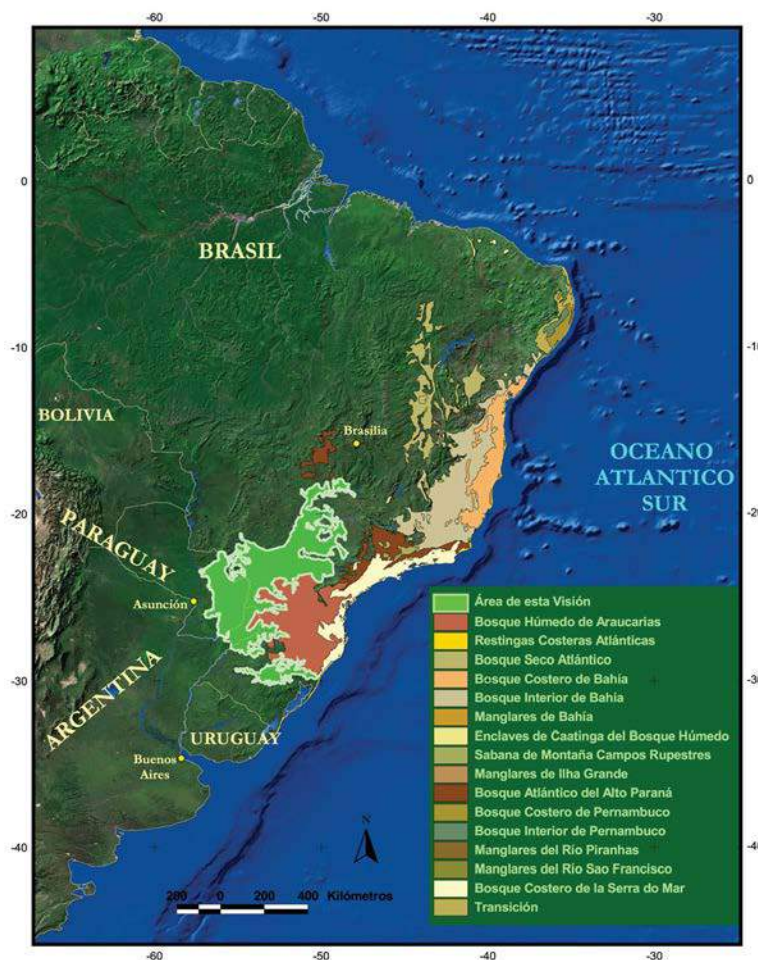 -60 -50 -40 -30
0 0
BRASIL
-10 -10
BOLIVIA
Brasilia
OCEANO
ATLANTICO
SUR
-20 -20
PARAGUAY
Asunción
ARGENTINA
-30 -30
URUGUAY
Buenos
Aires
-40 -40
Área de esta Visión
Bosque Húmedo de Araucarias
Restingas Costeras Atlánticas
Bosque Seco Atlántico
Bosque Costero de Bahía
Bosque Interior de Bahia
Manglares de Bahía
Enclaves de Caatinga del Bosque Húmedo
Sabana de Montaña Campos Rupestres
Manglares de Ilha Grande
Bosque Atlántico del Alto Paraná
Bosque Costero de Pernambuco
Bosque Interior de Pernambuco
Manglares del Río Piranhas
Manglares del Río Sao Francisco
Bosque Costero de la Serra do Mar
Transición
N
200 0 200 400 Kilómetros
-60 -50 -40 -30